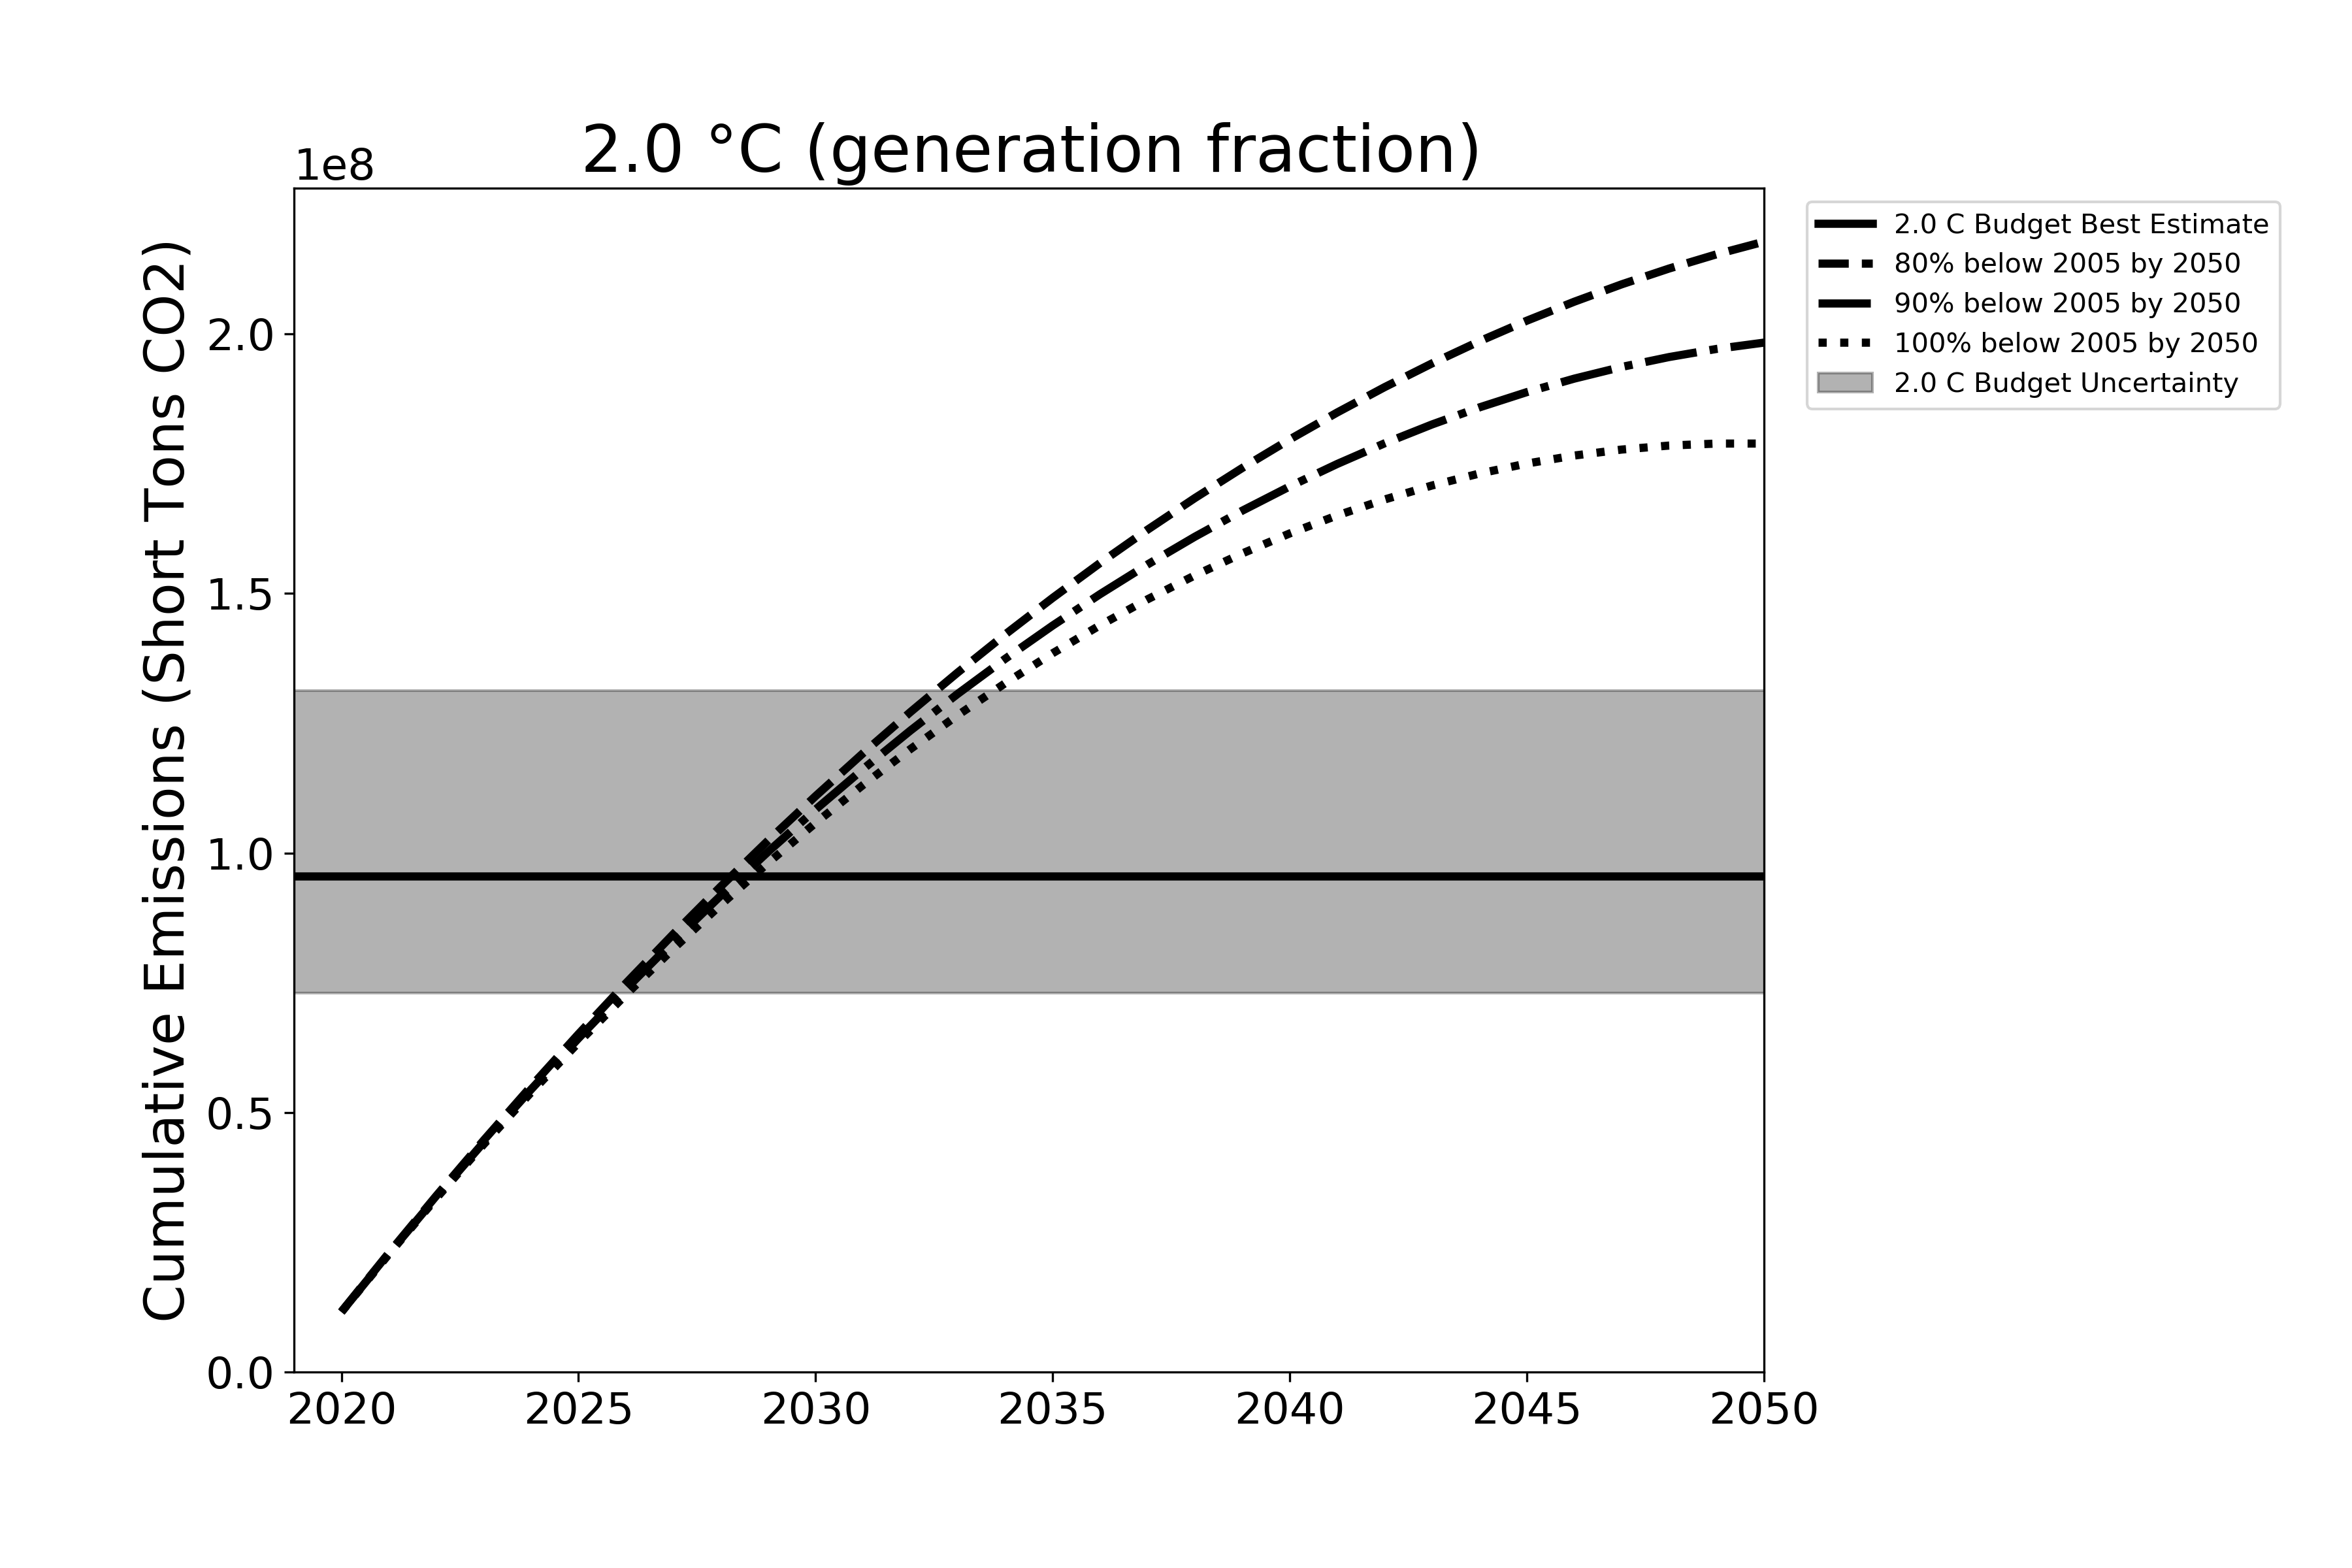 2.0 °C (generation fraction)
1e8
Cumulative Emissions (Short Tons CO2)
2.0
1.5
1.0
0.5
0.0
2020 2025 2030 2035 2040 2045 2050
2.0 C Budget Best Estimate
80% below 2005 by 2050
90% below 2005 by 2050
100% below 2005 by 2050
2.0 C Budget Uncertainty